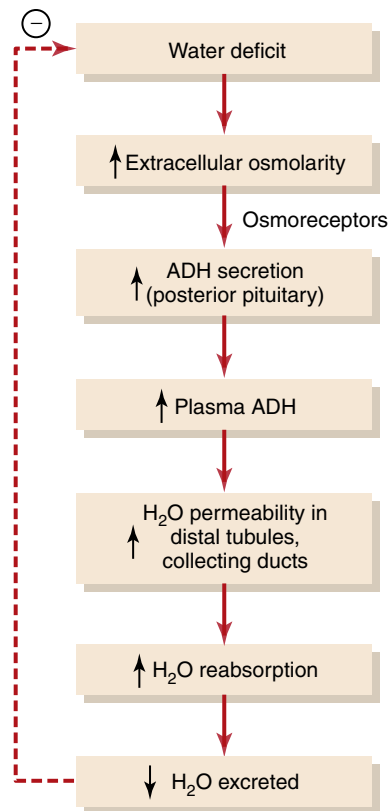 −
Water deficit
↑ Extracellular osmolarity
Osmoreceptors
↑ ADH secretion
(posterior pituitary)
↑ Plasma ADH
↑ H₂O permeability in
distal tubules,
collecting ducts
↑ H₂O reabsorption
↓ H₂O excreted